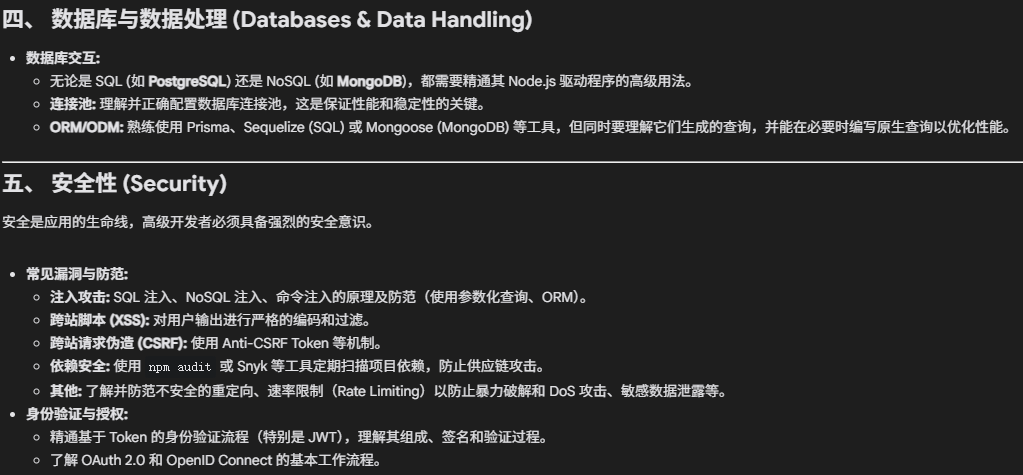 四、 数据库与数据处理 (Databases & Data Handling)
数据库交互:
无论是 SQL (如 PostgreSQL) 还是 NoSQL (如 MongoDB)，都需要精通其 Node.js 驱动程序的高级用法。
连接池: 理解并正确配置数据库连接池，这是保证性能和稳定性的关键。
ORM/ODM: 熟练使用 Prisma、Sequelize (SQL) 或 Mongoose (MongoDB) 等工具，但同时要理解它们生成的查询，并能在必要时编写原生查询以优化性能。
五、 安全性 (Security)
安全是应用的生命线，高级开发者必须具备强烈的安全意识。
常见漏洞与防范:
注入攻击: SQL 注入、NoSQL 注入、命令注入的原理及防范（使用参数化查询、ORM）。
跨站脚本 (XSS): 对用户输出进行严格的编码和过滤。
跨站请求伪造 (CSRF): 使用 Anti-CSRF Token 等机制。
依赖安全: 使用 npm audit 或 Snyk 等工具定期扫描项目依赖，防止供应链攻击。
其他: 了解并防范不安全的重定向、速率限制（Rate Limiting）以防止暴力破解和 DoS 攻击、敏感数据泄露等。
身份验证与授权:
精通基于 Token 的身份验证流程（特别是 JWT），理解其组成、签名和验证过程。
了解 OAuth 2.0 和 OpenID Connect 的基本工作流程。